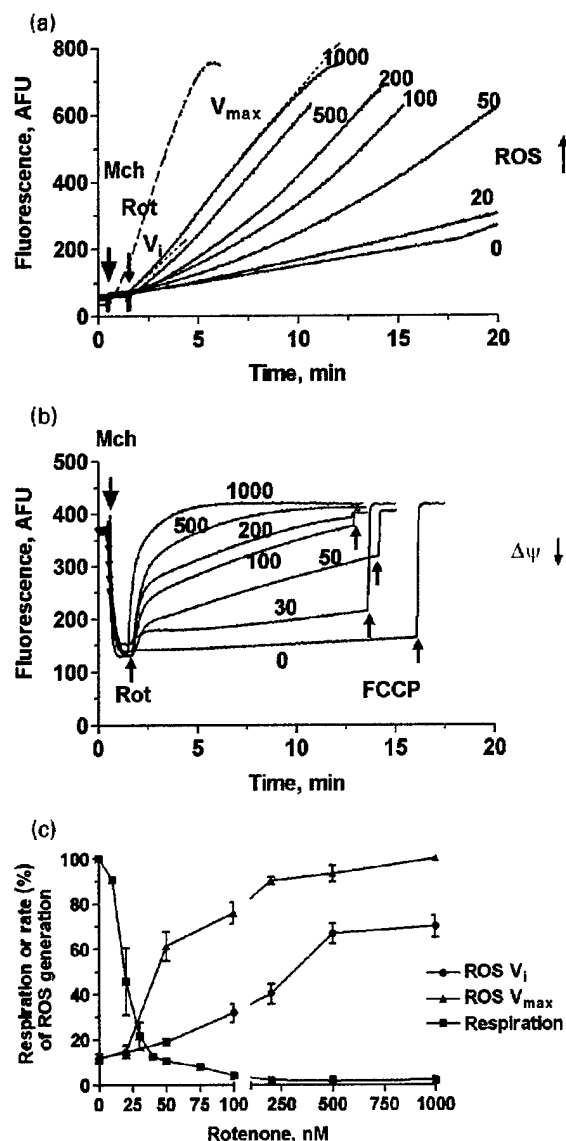 (a)
Fluorescence, AFU
800
600
400
200
0
Mch
Rot
Vi
Vmax
1000
500
200
100
50
20
0
ROS ↑
0 5 10 15 20
Time, min
(b)
Mch
Fluorescence, AFU
500
400
300
200
100
0
1000
500
200
100
50
30
0
Rot
FCCP
Δψ ↓
0 5 10 15 20
Time, min
(c)
Respiration or rate (%)
of ROS generation
100
80
60
40
20
0
ROS Vi
ROS Vmax
Respiration
0 25 50 75 100 250 500 750 1000
Rotenone, nM